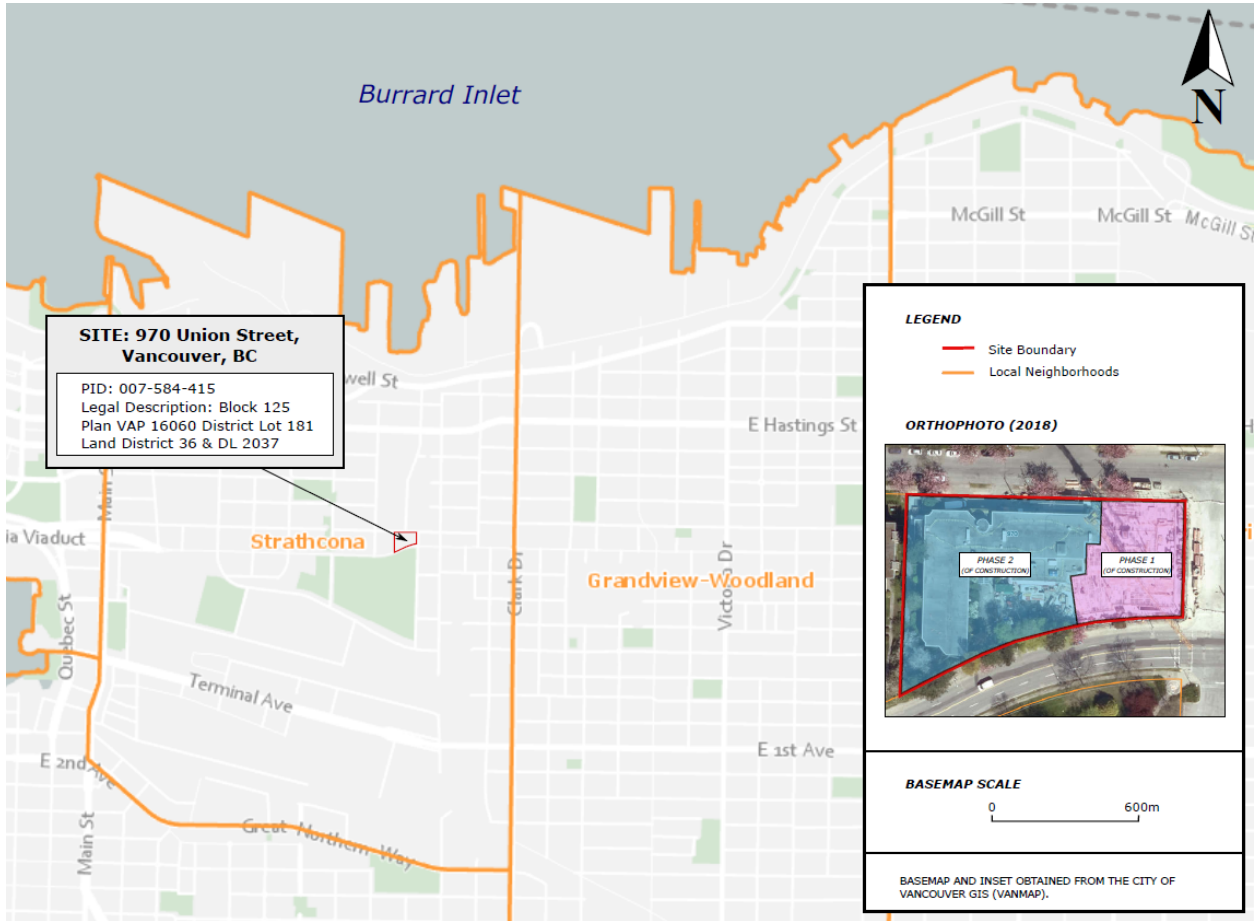 Burrard Inlet
N
McGill St
McGill St
McGill St
SITE: 970 Union Street,
Vancouver, BC
PID: 007-584-415
Legal Description: Block 125
Plan VAP 16060 District Lot 181
Land District 36 & DL 2037
well St
E Hastings St
Main S
ia Viaduct
Strathcona
Clark Dr
Grandview-Woodland
Victoria Dr
Quebec St
Terminal Ave
E 1st Ave
E 2nd Ave
Main St
Great Northern Way
LEGEND
Site Boundary
Local Neighborhoods
ORTHOPHOTO (2018)
PHASE 2
(OF CONSTRUCTION)
PHASE 1
(OF CONSTRUCTION)
BASEMAP SCALE
0
600m
BASEMAP AND INSET OBTAINED FROM THE CITY OF
VANCOUVER GIS (VANMAP).